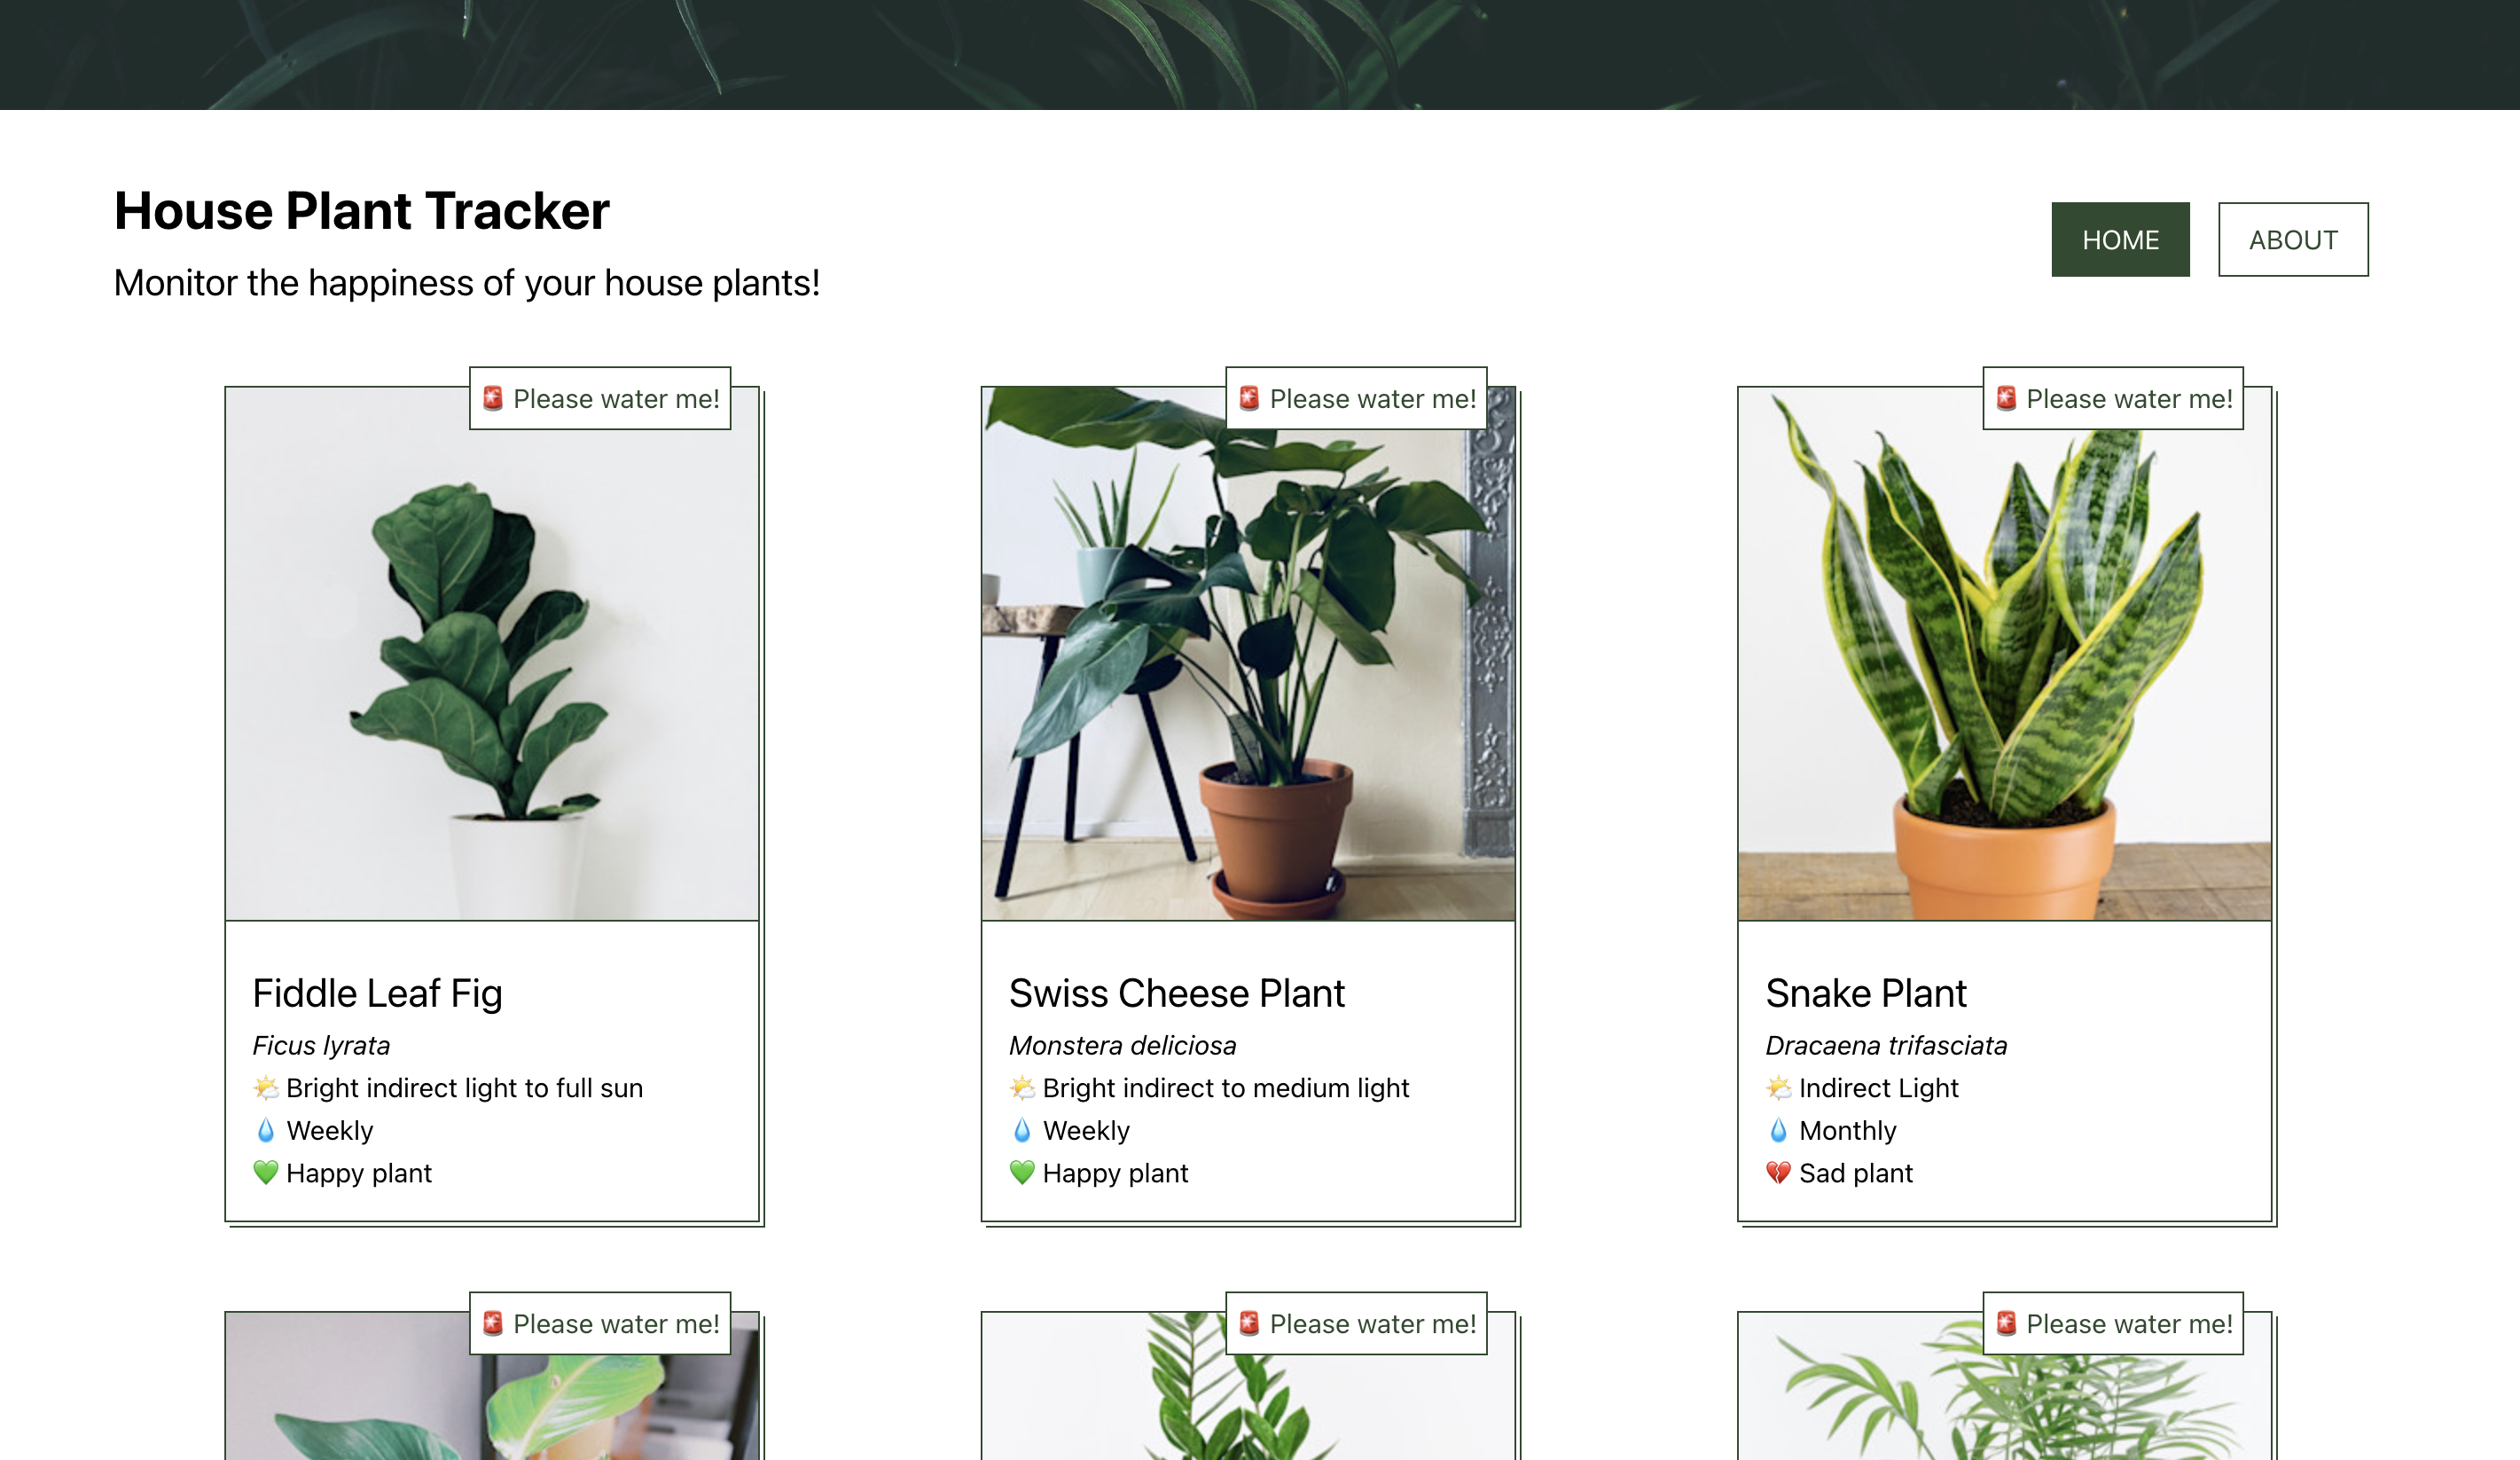 House Plant Tracker
Monitor the happiness of your house plants!
HOME
ABOUT
🚨 Please water me!
🚨 Please water me!
🚨 Please water me!
Fiddle Leaf Fig
Ficus lyrata
🌤️ Bright indirect light to full sun
💧 Weekly
💚 Happy plant
Swiss Cheese Plant
Monstera deliciosa
🌤️ Bright indirect to medium light
💧 Weekly
💚 Happy plant
Snake Plant
Dracaena trifasciata
🌤️ Indirect Light
💧 Monthly
💔 Sad plant
🚨 Please water me!
🚨 Please water me!
🚨 Please water me!